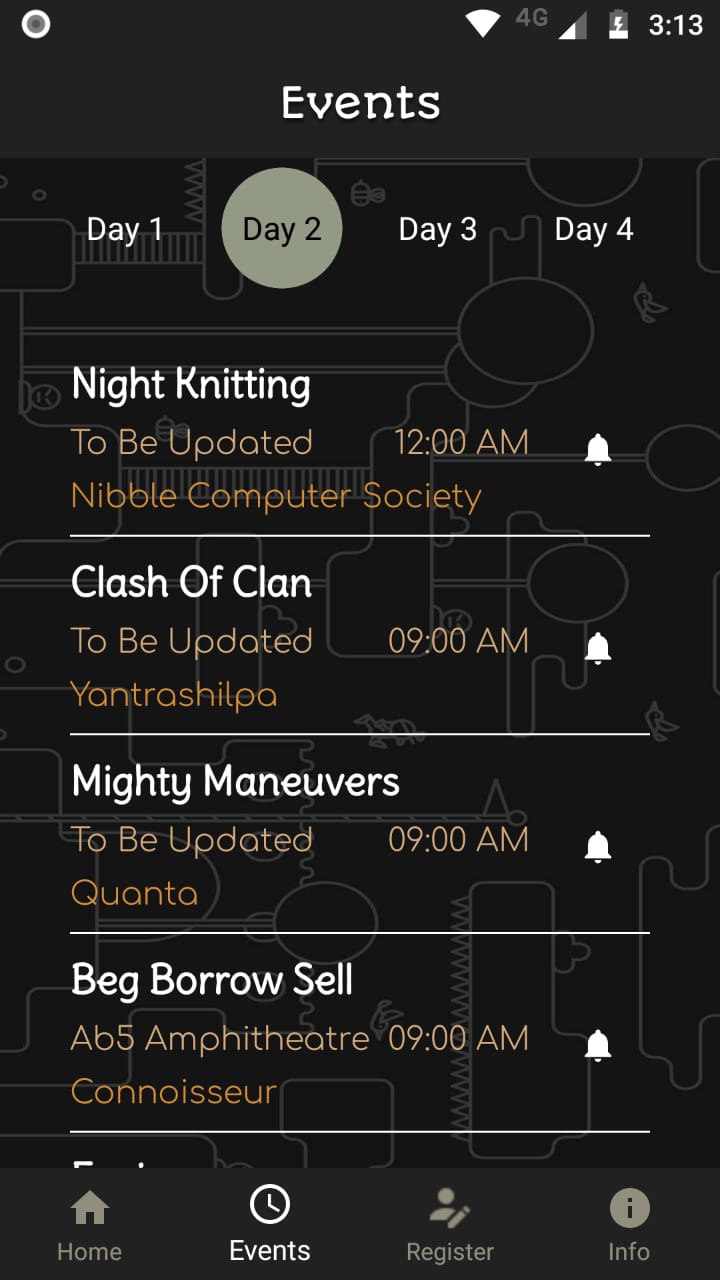 4G 3:13
Events
Day 1 Day 2 Day 3 Day 4
Night Knitting
To Be Updated 12:00 AM
Nibble Computer Society
Clash Of Clan
To Be Updated 09:00 AM
Yantrashilpa
Mighty Maneuvers
To Be Updated 09:00 AM
Quanta
Beg Borrow Sell
Ab5 Amphitheatre 09:00 AM
Connoisseur
Home Events Register Info